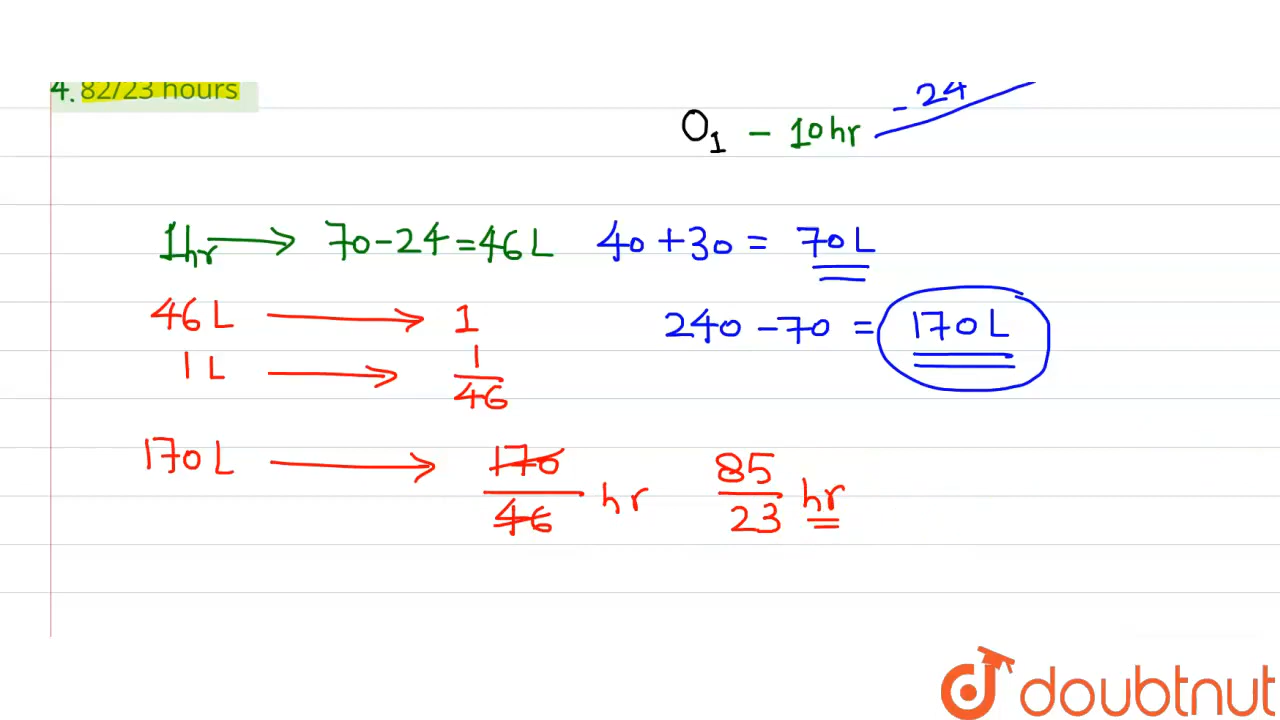 4. 82/23 hours
- 24
O1 - 10hr
1hr → 70-24=46L 40+30= 70L
46L → 1
240-70 = 170L
1L → 1/46
170L → 170/46 hr 85/23 hr
doubtnut